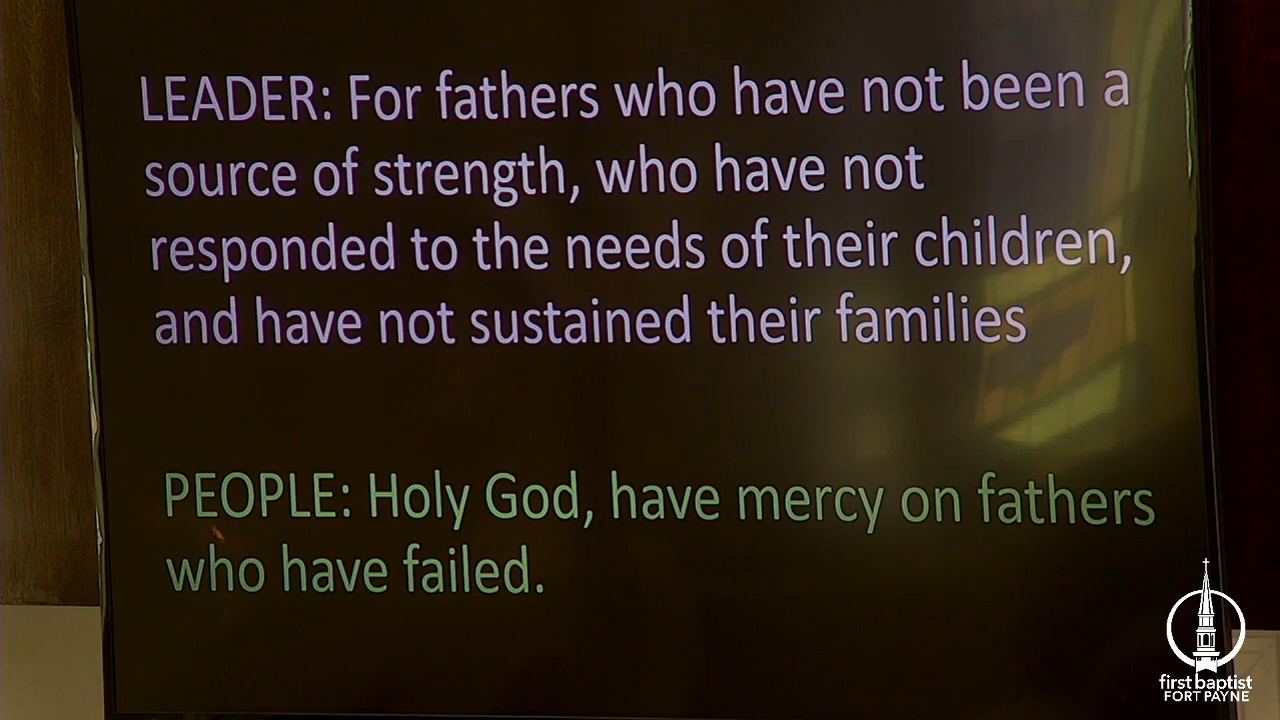 LEADER: For fathers who have not been a
source of strength, who have not
responded to the needs of their children,
and have not sustained their families
PEOPLE: Holy God, have mercy on fathers
who have failed.
first baptist
FORT PAYNE